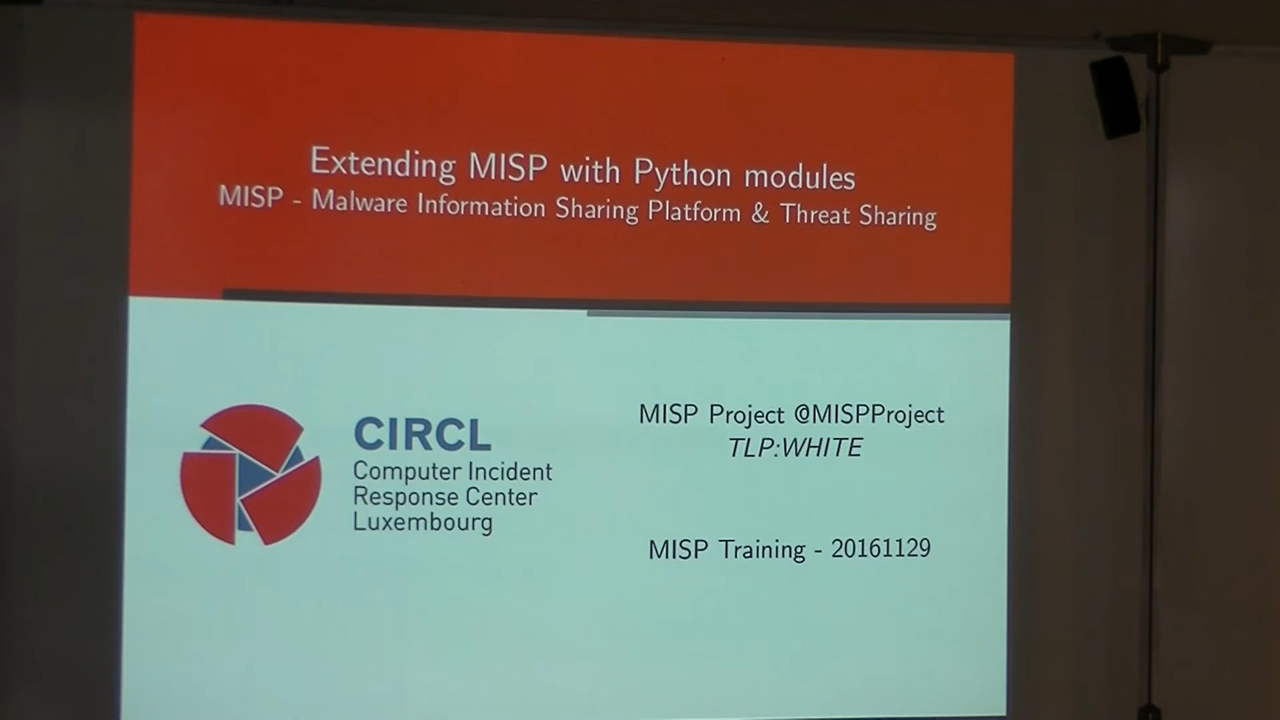 Extending MISP with Python modules
MISP - Malware Information Sharing Platform & Threat Sharing
CIRCL
Computer Incident
Response Center
Luxembourg
MISP Project @MISPProject
TLP:WHITE
MISP Training - 20161129